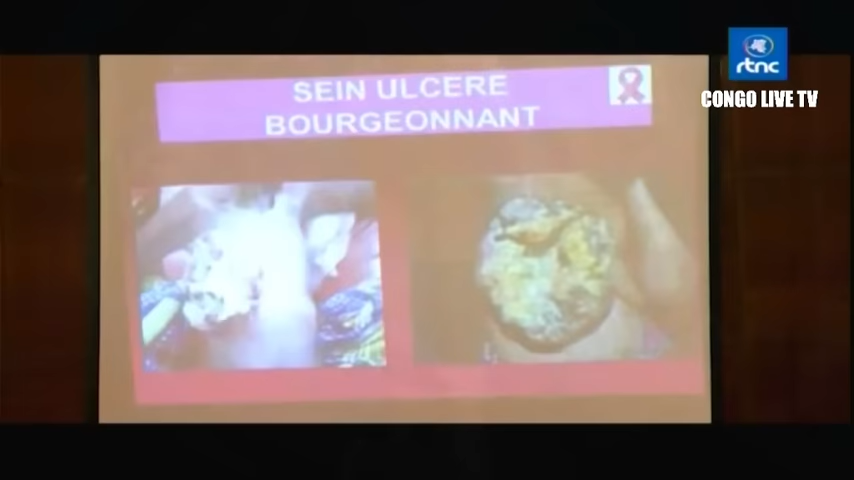 SEIN ULCERE
BOURGEONNANT
rtnc
CONGO LIVE TV